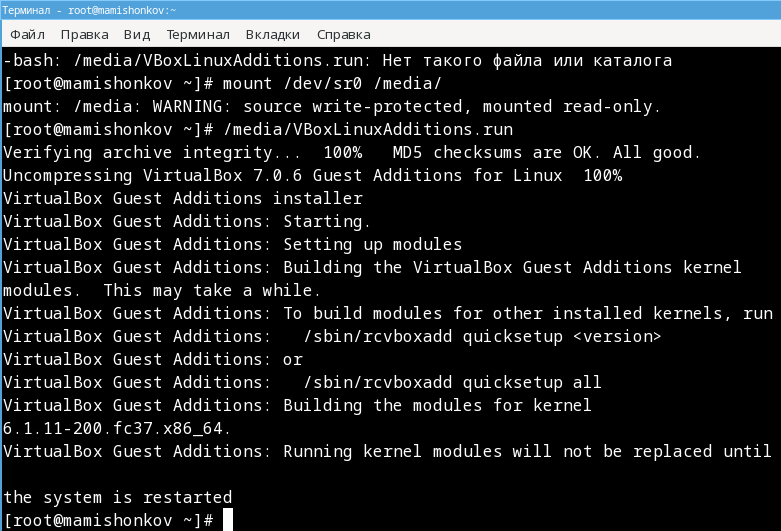 Терминал - root@mamishonkov:~
Файл Правка Вид Терминал Вкладки Справка
-bash: /media/VBoxLinuxAdditions.run: Нет такого файла или каталога
[root@mamishonkov ~]# mount /dev/sr0 /media/
mount: /media: WARNING: source write-protected, mounted read-only.
[root@mamishonkov ~]# /media/VBoxLinuxAdditions.run
Verifying archive integrity...  100%   MD5 checksums are OK. All good.
Uncompressing VirtualBox 7.0.6 Guest Additions for Linux  100%
VirtualBox Guest Additions installer
VirtualBox Guest Additions: Starting.
VirtualBox Guest Additions: Setting up modules
VirtualBox Guest Additions: Building the VirtualBox Guest Additions kernel
modules.  This may take a while.
VirtualBox Guest Additions: To build modules for other installed kernels, run
VirtualBox Guest Additions:   /sbin/rcvboxadd quicksetup <version>
VirtualBox Guest Additions: or
VirtualBox Guest Additions:   /sbin/rcvboxadd quicksetup all
VirtualBox Guest Additions: Building the modules for kernel
6.1.11-200.fc37.x86_64.
VirtualBox Guest Additions: Running kernel modules will not be replaced until
the system is restarted
[root@mamishonkov ~]#